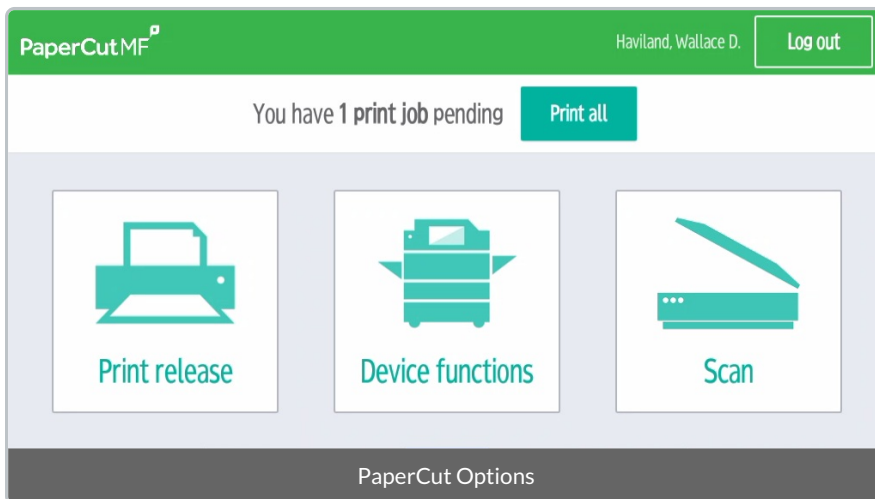 PaperCut MF
Haviland, Wallace D.
Log out
You have 1 print job pending
Print all
Print release
Device functions
Scan
PaperCut Options